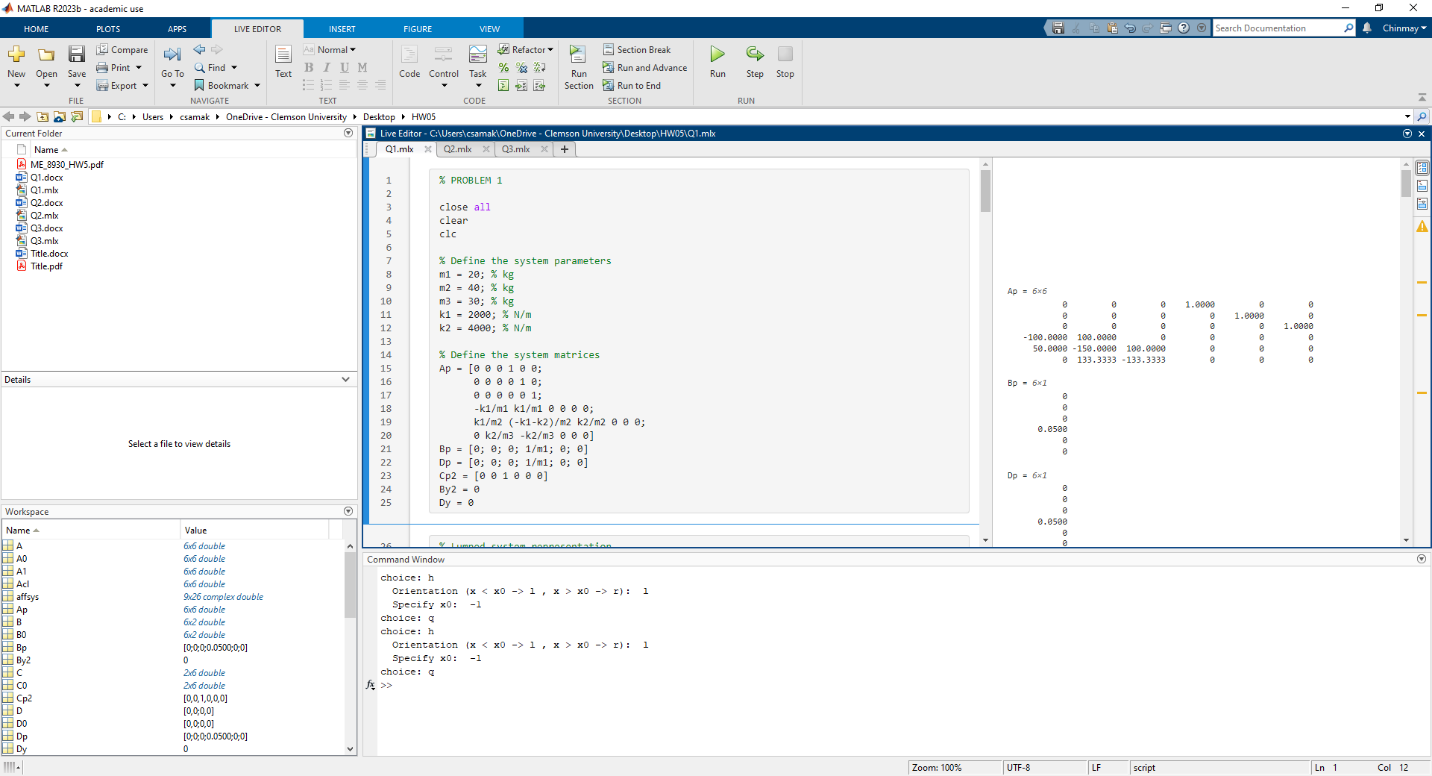 MATLAB R2023b - academic use
HOME PLOTS APPS LIVE EDITOR INSERT FIGURE VIEW
Search Documentation
Chinmay
New Open Save
Compare
Print
Export
FILE
Go To
Find
Bookmark
NAVIGATE
Text
Aa Normal
B I U M
TEXT
Code Control Task
Refactor
CODE
Run Section
Section Break
Run and Advance
Run to End
SECTION
Run Step Stop
RUN
C: Users csamak OneDrive - Clemson University Desktop HW05
Current Folder
Name
ME_8930_HW5.pdf
Q1.docx
Q1.mlx
Q2.docx
Q2.mlx
Q3.docx
Q3.mlx
Title.docx
Title.pdf
Details
Select a file to view details
Workspace
Name Value
A 6x6 double
A0 6x6 double
A1 6x6 double
Acl 6x6 double
affsys 9x26 complex double
Ap 6x6 double
B 6x2 double
B0 6x2 double
Bp [0;0;0;0.0500;0;0]
By2 0
C 2x6 double
C0 2x6 double
Cp2 [0,0,1,0,0,0]
D [0,0;0,0]
D0 [0,0;0,0]
Dp [0;0;0;0.0500;0;0]
Dy 0
Live Editor - C:\Users\csamak\OneDrive - Clemson University\Desktop\HW05\Q1.mlx
Q1.mlx Q2.mlx Q3.mlx +
1 % PROBLEM 1
2
3 close all
4 clear
5 clc
6
7 % Define the system parameters
8 m1 = 20; % kg
9 m2 = 40; % kg
10 m3 = 30; % kg
11 k1 = 2000; % N/m
12 k2 = 4000; % N/m
13
14 % Define the system matrices
15 Ap = [0 0 0 1 0 0;
16 0 0 0 0 1 0;
17 0 0 0 0 0 1;
18 -k1/m1 k1/m1 0 0 0 0;
19 k1/m2 (-k1-k2)/m2 k2/m2 0 0 0;
20 0 k2/m3 -k2/m3 0 0 0]
21 Bp = [0; 0; 0; 1/m1; 0; 0]
22 Dp = [0; 0; 0; 1/m1; 0; 0]
23 Cp2 = [0 0 1 0 0 0]
24 By2 = 0
25 Dy = 0
26 % Lumped system representation
Ap = 6×6
0 0 0 1.0000 0 0
0 0 0 0 1.0000 0
0 0 0 0 0 1.0000
-100.0000 100.0000 0 0 0 0
50.0000 -150.0000 100.0000 0 0 0
0 133.3333 -133.3333 0 0 0
Bp = 6×1
0
0
0
0.0500
0
0
Dp = 6×1
0
0
0
0.0500
0
0
Command Window
choice: h
Orientation (x < x0 -> l , x > x0 -> r): l
Specify x0: -1
choice: q
choice: h
Orientation (x < x0 -> l , x > x0 -> r): l
Specify x0: -1
choice: q
fx >>
Zoom: 100% UTF-8 LF script Ln 1 Col 12